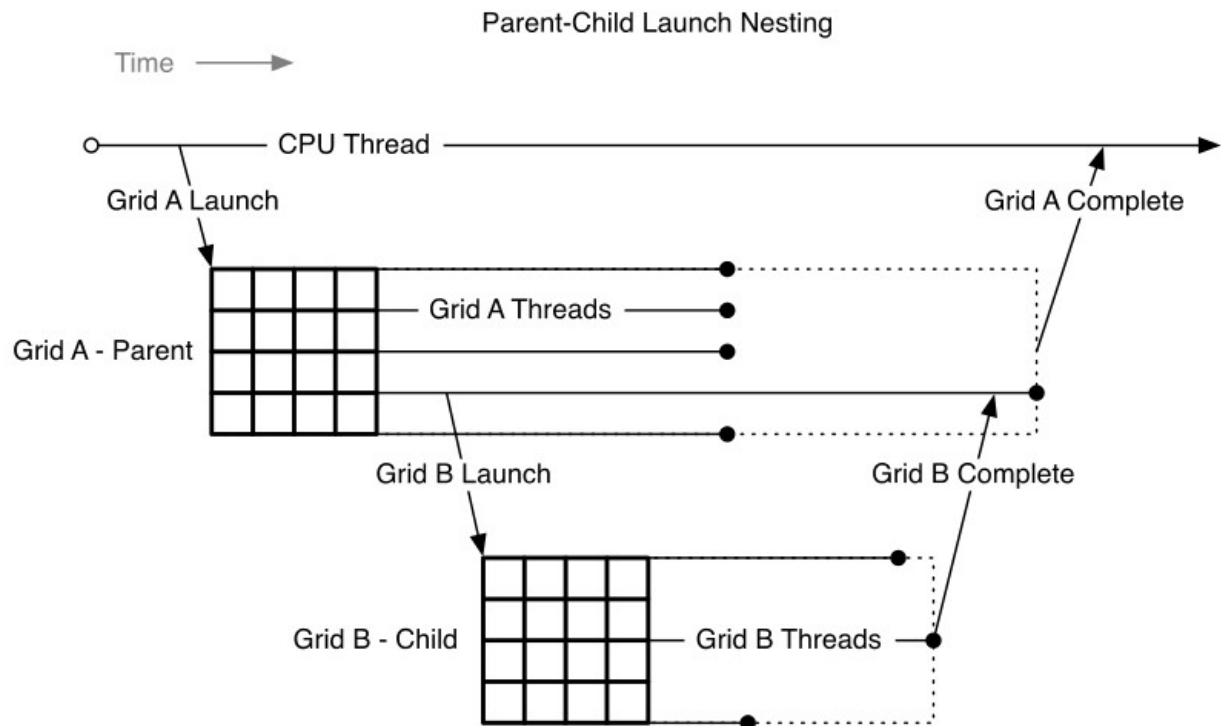 Parent-Child Launch Nesting
Time
CPU Thread
Grid A Launch
Grid A Complete
Grid A Threads
Grid A - Parent
Grid B Launch
Grid B Complete
Grid B - Child
Grid B Threads